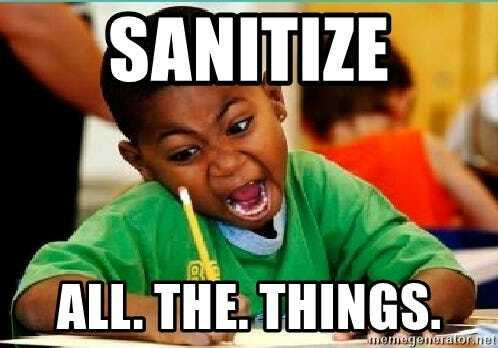 SANITIZE
ALL. THE. THINGS.
memegenerator.net